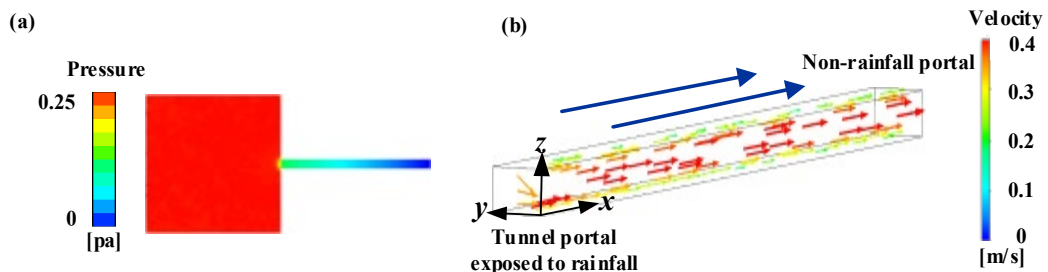 (a)
Pressure
0.25
0
[pa]
(b)
Velocity
0.4
0.3
0.2
0.1
0
[m/s]
Non-rainfall portal
z
y
x
Tunnel portal
exposed to rainfall